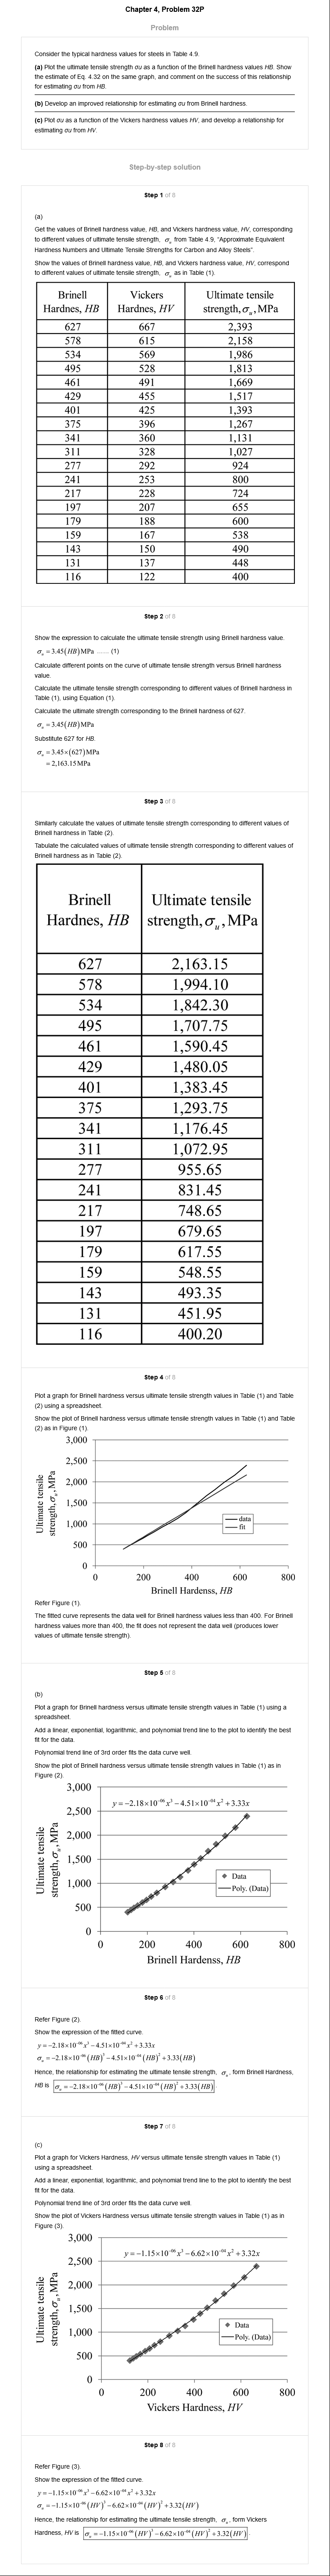 Chapter 4, Problem 32P
Problem
Consider the typical hardness values for steels in Table 4.9.
(a) Plot the ultimate tensile strength σu as a function of the Brinell hardness values HB. Show
the estimate of Eq. 4.32 on the same graph, and comment on the success of this relationship
for estimating σu from HB.
(b) Develop an improved relationship for estimating σu from Brinell hardness.
(c) Plot σu as a function of the Vickers hardness values HV, and develop a relationship for
estimating σu from HV.
Step-by-step solution
Step 1 of 8
(a)
Get the values of Brinell hardness value, HB, and Vickers hardness value, HV, corresponding
to different values of ultimate tensile strength, σu from Table 4.9, "Approximate Equivalent
Hardness Numbers and Ultimate Tensile Strengths for Carbon and Alloy Steels".
Show the values of Brinell hardness value, HB, and Vickers hardness value, HV, correspond
to different values of ultimate tensile strength, σu as in Table (1).
Brinell Hardnes, HB | Vickers Hardnes, HV | Ultimate tensile strength, σu, MPa
627 667 2,393
578 615 2,158
534 569 1,986
495 528 1,813
461 491 1,669
429 455 1,517
401 425 1,393
375 396 1,267
341 360 1,131
311 328 1,027
277 292 924
241 253 800
217 228 724
197 207 655
179 188 600
159 167 538
143 150 490
131 137 448
116 122 400
Step 2 of 8
Show the expression to calculate the ultimate tensile strength using Brinell hardness value.
σu = 3.45(HB) MPa ...... (1)
Calculate different points on the curve of ultimate tensile strength versus Brinell hardness
value.
Calculate the ultimate tensile strength corresponding to different values of Brinell hardness in
Table (1), using Equation (1).
Calculate the ultimate strength corresponding to the Brinell hardness of 627.
σu = 3.45(HB) MPa
Substitute 627 for HB.
σu = 3.45×(627) MPa
= 2,163.15 MPa
Step 3 of 8
Similarly calculate the values of ultimate tensile strength corresponding to different values of
Brinell hardness in Table (2).
Tabulate the calculated values of ultimate tensile strength corresponding to different values of
Brinell hardness as in Table (2).
Brinell Hardnes, HB | Ultimate tensile strength, σu, MPa
627 2,163.15
578 1,994.10
534 1,842.30
495 1,707.75
461 1,590.45
429 1,480.05
401 1,383.45
375 1,293.75
341 1,176.45
311 1,072.95
277 955.65
241 831.45
217 748.65
197 679.65
179 617.55
159 548.55
143 493.35
131 451.95
116 400.20
Step 4 of 8
Plot a graph for Brinell hardness versus ultimate tensile strength values in Table (1) and Table
(2) using a spreadsheet.
Show the plot of Brinell hardness versus ultimate tensile strength values in Table (1) and Table
(2) as in Figure (1).
Ultimate tensile strength, σu, MPa
3,000
2,500
2,000
1,500
1,000
500
0
data
fit
0 200 400 600 800
Brinell Hardenss, HB
Refer Figure (1).
The fitted curve represents the data well for Brinell hardness values less than 400. For Brinell
hardness values more than 400, the fit does not represent the data well (produces lower
values of ultimate tensile strength).
Step 5 of 8
(b)
Plot a graph for Brinell hardness versus ultimate tensile strength values in Table (1) using a
spreadsheet.
Add a linear, exponential, logarithmic, and polynomial trend line to the plot to identify the best
fit for the data.
Polynomial trend line of 3rd order fits the data curve well.
Show the plot of Brinell hardness versus ultimate tensile strength values in Table (1) as in
Figure (2).
Ultimate tensile strength, σu, MPa
3,000
2,500
2,000
1,500
1,000
500
0
y = −2.18×10⁻⁰⁶ x³ − 4.51×10⁻⁰⁴ x² + 3.33x
Data
Poly. (Data)
0 200 400 600 800
Brinell Hardenss, HB
Step 6 of 8
Refer Figure (2).
Show the expression of the fitted curve.
y = −2.18×10⁻⁰⁶ x³ − 4.51×10⁻⁰⁴ x² + 3.33x
σu = −2.18×10⁻⁰⁶ (HB)³ − 4.51×10⁻⁰⁴ (HB)² + 3.33(HB)
Hence, the relationship for estimating the ultimate tensile strength, σu, form Brinell Hardness,
HB is σu = −2.18×10⁻⁰⁶ (HB)³ − 4.51×10⁻⁰⁴ (HB)² + 3.33(HB).
Step 7 of 8
(c)
Plot a graph for Vickers Hardness, HV versus ultimate tensile strength values in Table (1)
using a spreadsheet.
Add a linear, exponential, logarithmic, and polynomial trend line to the plot to identify the best
fit for the data.
Polynomial trend line of 3rd order fits the data curve well.
Show the plot of Vickers Hardness versus ultimate tensile strength values in Table (1) as in
Figure (3).
Ultimate tensile strength, σu, MPa
3,000
2,500
2,000
1,500
1,000
500
0
y = −1.15×10⁻⁰⁶ x³ − 6.62×10⁻⁰⁴ x² + 3.32x
Data
Poly. (Data)
0 200 400 600 800
Vickers Hardness, HV
Step 8 of 8
Refer Figure (3).
Show the expression of the fitted curve.
y = −1.15×10⁻⁰⁶ x³ − 6.62×10⁻⁰⁴ x² + 3.32x
σu = −1.15×10⁻⁰⁶ (HV)³ − 6.62×10⁻⁰⁴ (HV)² + 3.32(HV)
Hence, the relationship for estimating the ultimate tensile strength, σu, form Vickers
Hardness, HV is σu = −1.15×10⁻⁰⁶ (HV)³ − 6.62×10⁻⁰⁴ (HV)² + 3.32(HV).